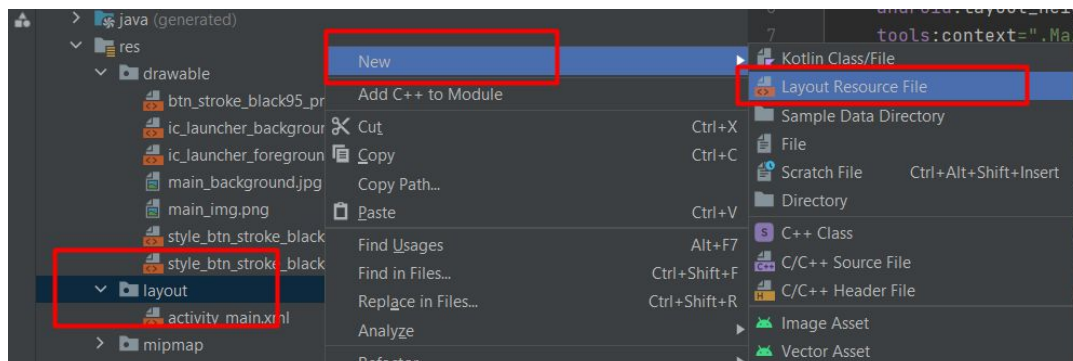 java (generated)
res
drawable
btn_stroke_black95_pr
ic_launcher_backgroun
ic_launcher_foregroun
main_background.jpg
main_img.png
style_btn_stroke_black
style_btn_stroke_black
layout
activity_main.xml
mipmap
New
Add C++ to Module
Cut Ctrl+X
Copy Ctrl+C
Copy Path...
Paste Ctrl+V
Find Usages Alt+F7
Find in Files... Ctrl+Shift+F
Replace in Files... Ctrl+Shift+R
Analyze
Refactor
7 tools:context=".Ma
Kotlin Class/File
Layout Resource File
Sample Data Directory
File
Scratch File Ctrl+Alt+Shift+Insert
Directory
C++ Class
C/C++ Source File
C/C++ Header File
Image Asset
Vector Asset